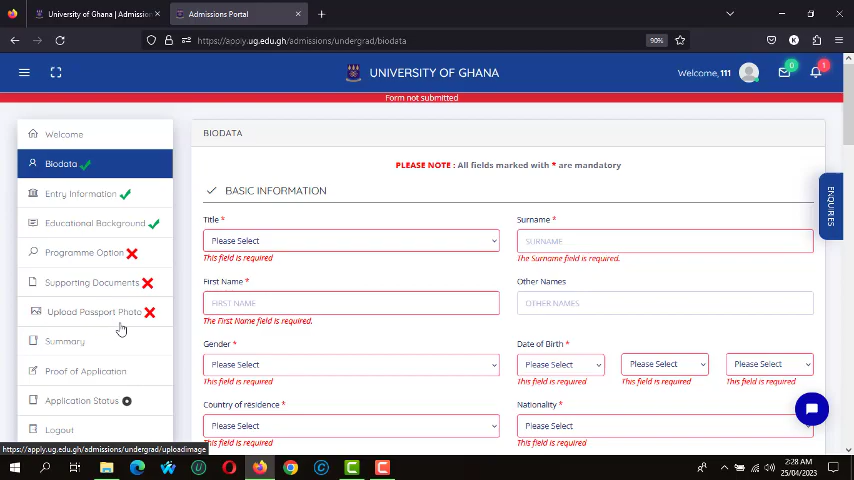 University of Ghana | Admission
Admissions Portal
https://apply.ug.edu.gh/admissions/undergrad/biodata
90%
UNIVERSITY OF GHANA
Welcome, 111
0
1
Form not submitted
Welcome
Biodata
Entry Information
Educational Background
Programme Option
Supporting Documents
Upload Passport Photo
Summary
Proof of Application
Application Status
Logout
BIODATA
PLEASE NOTE : All fields marked with * are mandatory
BASIC INFORMATION
Title * Surname *
Please Select SURNAME
This field is required The Surname field is required.
First Name * Other Names
FIRST NAME OTHER NAMES
The First Name field is required.
Gender * Date of Birth *
Please Select Please Select Please Select Please Select
This field is required This field is required This field is required This field is required
Country of residence * Nationality *
Please Select Please Select
This field is required This field is required
ENQUIRES
https://apply.ug.edu.gh/admissions/undergrad/uploadimage
2:28 AM
25/04/2023